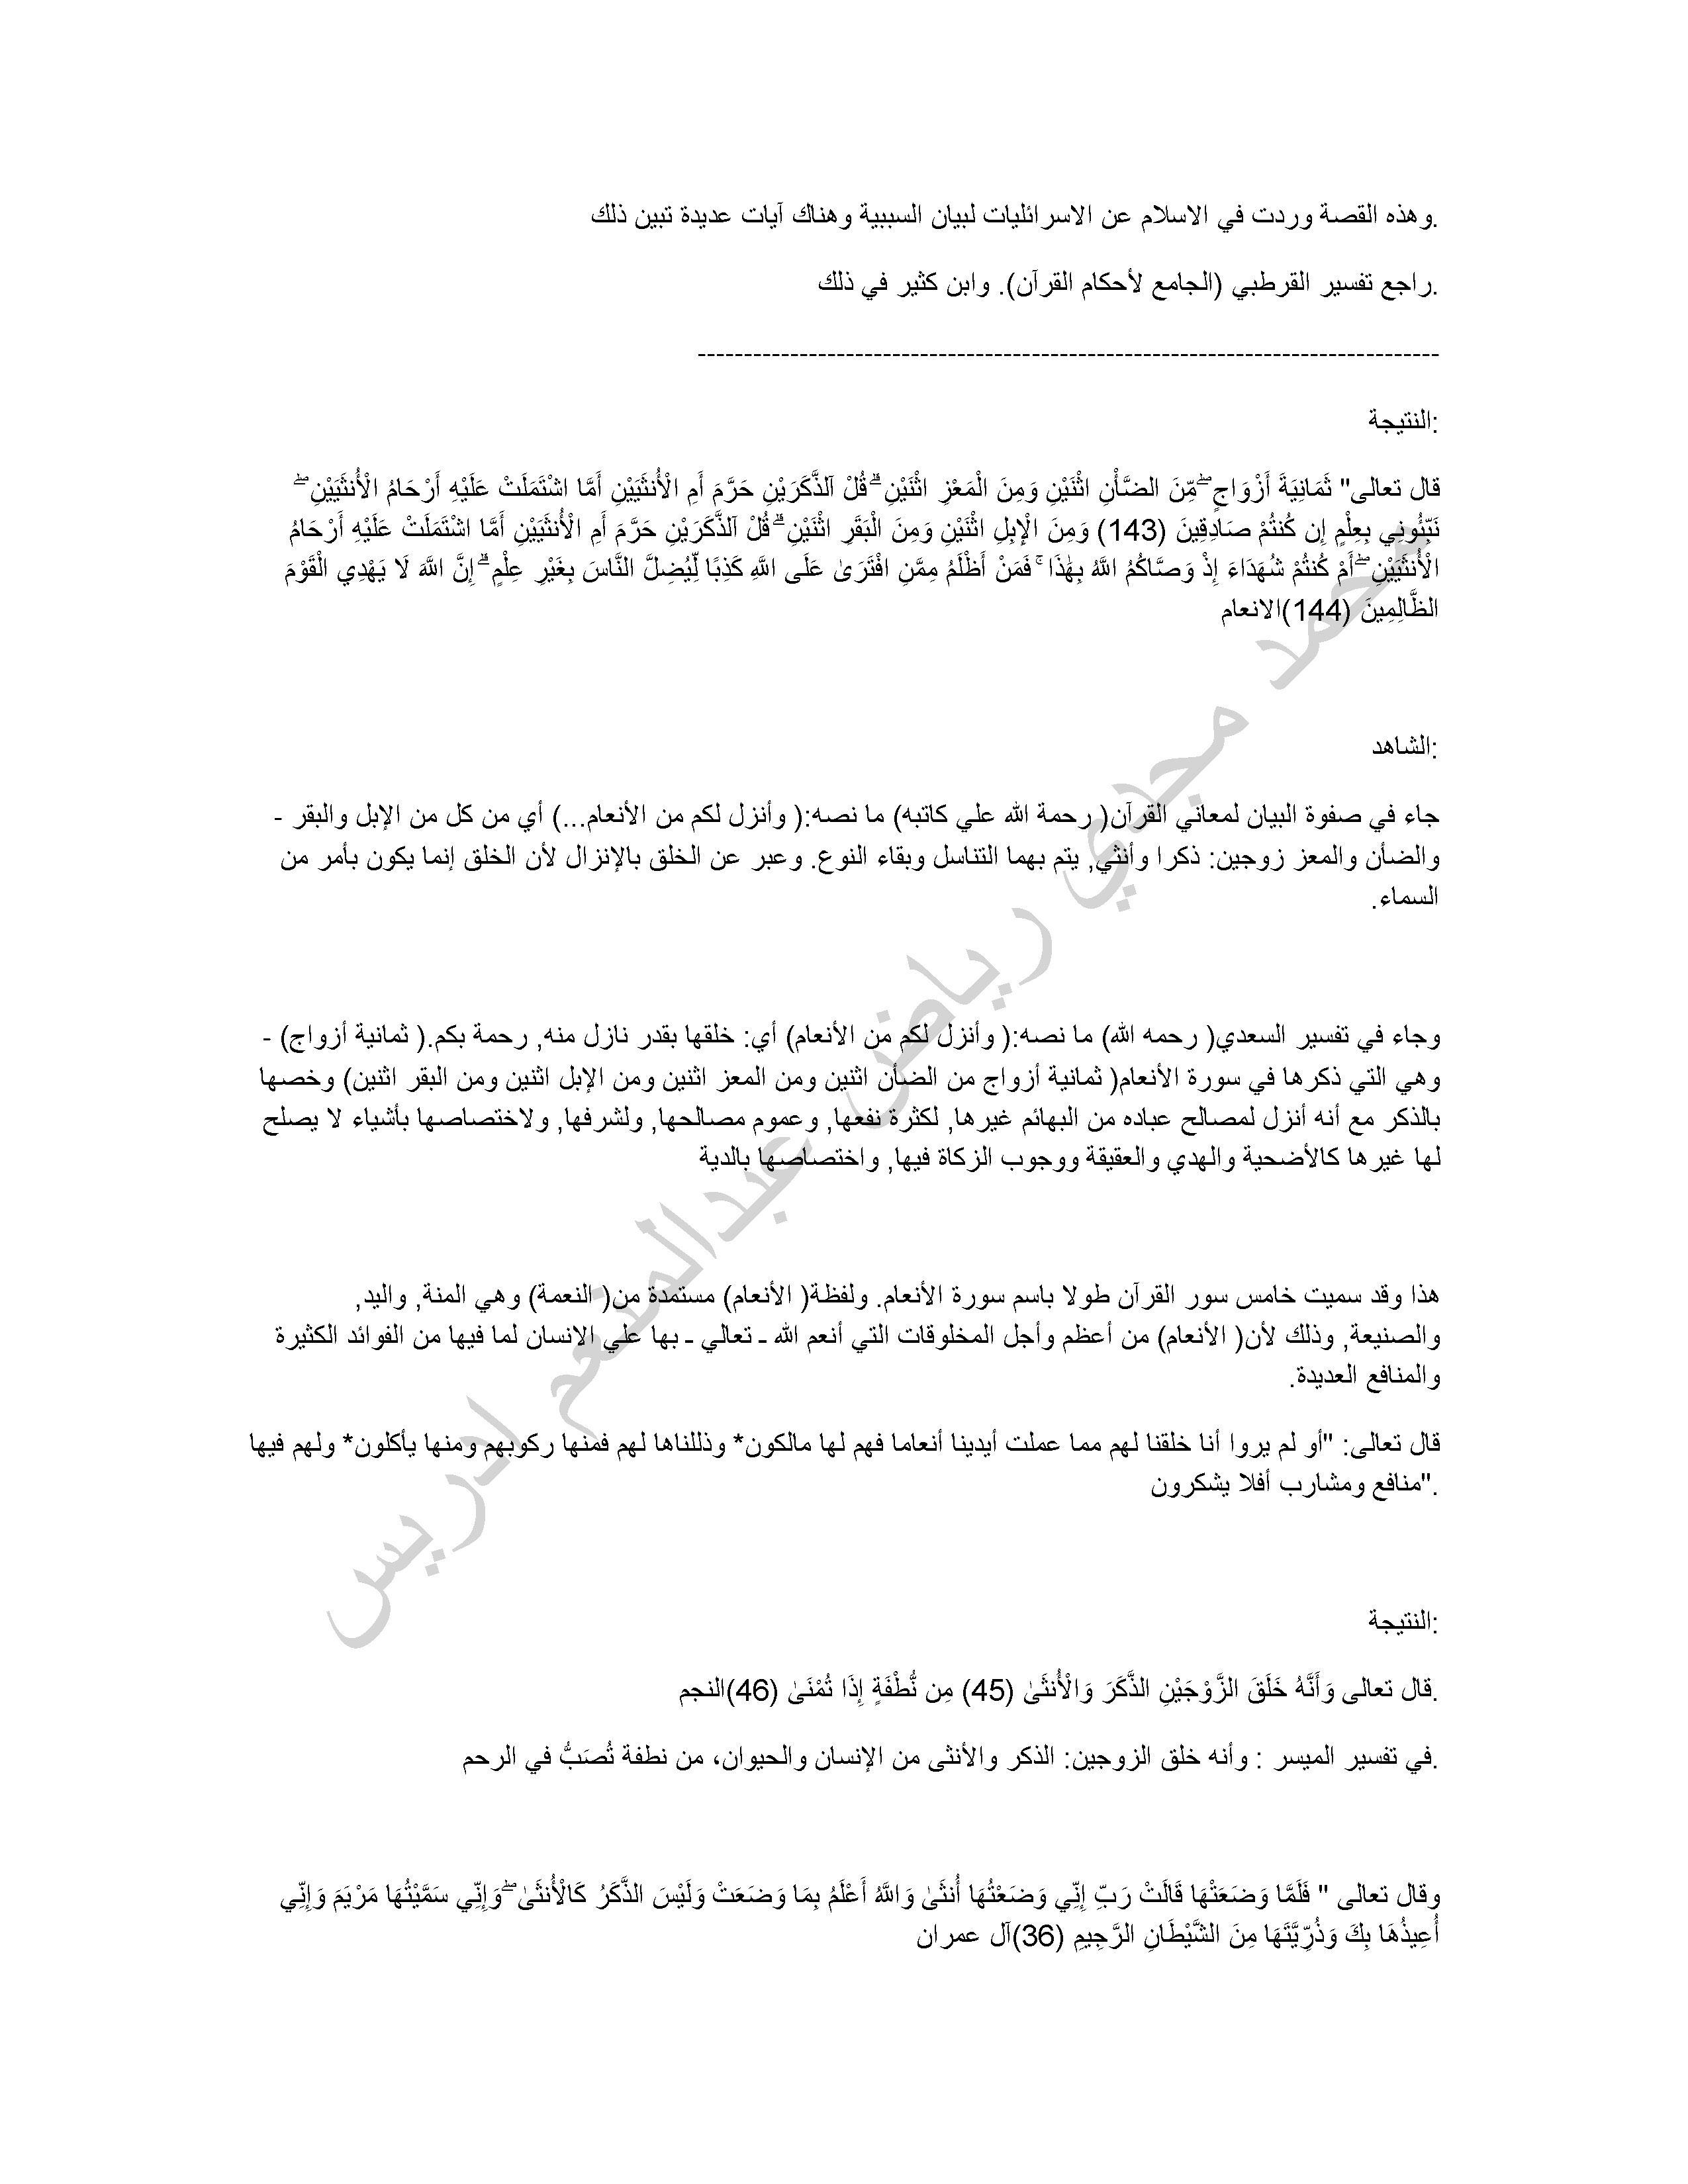 .وهذه القصة وردت في الاسلام عن الاسرائليات لبيان السببية وهناك آيات عديدة تبين ذلك
.راجع تفسير القرطبي (الجامع لأحكام القرآن). وابن كثير في ذلك
--------------------------------------------------------------------------------
:النتيجة
قال تعالى" ثَمَانِيَةَ أَزْوَاجٍ ۖ مِّنَ الضَّأْنِ اثْنَيْنِ وَمِنَ الْمَعْزِ اثْنَيْنِ ۗ قُلْ آلذَّكَرَيْنِ حَرَّمَ أَمِ الْأُنثَيَيْنِ أَمَّا اشْتَمَلَتْ عَلَيْهِ أَرْحَامُ الْأُنثَيَيْنِ ۖ
نَبِّئُونِي بِعِلْمٍ إِن كُنتُمْ صَادِقِينَ (143) وَمِنَ الْإِبِلِ اثْنَيْنِ وَمِنَ الْبَقَرِ اثْنَيْنِ ۗ قُلْ آلذَّكَرَيْنِ حَرَّمَ أَمِ الْأُنثَيَيْنِ أَمَّا اشْتَمَلَتْ عَلَيْهِ أَرْحَامُ
الْأُنثَيَيْنِ ۖ أَمْ كُنتُمْ شُهَدَاءَ إِذْ وَصَّاكُمُ اللَّهُ بِهَٰذَا ۚ فَمَنْ أَظْلَمُ مِمَّنِ افْتَرَىٰ عَلَى اللَّهِ كَذِبًا لِّيُضِلَّ النَّاسَ بِغَيْرِ عِلْمٍ ۗ إِنَّ اللَّهَ لَا يَهْدِي الْقَوْمَ
الظَّالِمِينَ (144)الانعام
:الشاهد
جاء في صفوة البيان لمعاني القرآن( رحمة الله علي كاتبه) ما نصه:( وأنزل لكم من الأنعام...) أي من كل من الإبل والبقر -
والضأن والمعز زوجين: ذكرا وأنثي, يتم بهما التناسل وبقاء النوع. وعبر عن الخلق بالإنزال لأن الخلق إنما يكون بأمر من
السماء.
وجاء في تفسير السعدي( رحمه الله) ما نصه:( وأنزل لكم من الأنعام) أي: خلقها بقدر نازل منه, رحمة بكم.( ثمانية أزواج) -
وهي التي ذكرها في سورة الأنعام( ثمانية أزواج من الضأن اثنين ومن المعز اثنين ومن الإبل اثنين ومن البقر اثنين) وخصها
بالذكر مع أنه أنزل لمصالح عباده من البهائم غيرها, لكثرة نفعها, وعموم مصالحها, ولشرفها, ولاختصاصها بأشياء لا يصلح
لها غيرها كالأضحية والهدي والعقيقة ووجوب الزكاة فيها, واختصاصها بالدية
هذا وقد سميت خامس سور القرآن طولا باسم سورة الأنعام. ولفظة( الأنعام) مستمدة من( النعمة) وهي المنة, واليد,
والصنيعة, وذلك لأن( الأنعام) من أعظم وأجل المخلوقات التي أنعم الله ـ تعالي ـ بها علي الانسان لما فيها من الفوائد الكثيرة
والمنافع العديدة.
قال تعالى: "أو لم يروا أنا خلقنا لهم مما عملت أيدينا أنعاما فهم لها مالكون* وذللناها لهم فمنها ركوبهم ومنها يأكلون* ولهم فيها
."منافع ومشارب أفلا يشكرون
:النتيجة
.قال تعالى وَأَنَّهُ خَلَقَ الزَّوْجَيْنِ الذَّكَرَ وَالْأُنثَىٰ (45) مِن نُّطْفَةٍ إِذَا تُمْنَىٰ (46)النجم
.في تفسير الميسر : وأنه خلق الزوجين: الذكر والأنثى من الإنسان والحيوان، من نطفة تُصَبُّ في الرحم
وقال تعالى " فَلَمَّا وَضَعَتْهَا قَالَتْ رَبِّ إِنِّي وَضَعْتُهَا أُنثَىٰ وَاللَّهُ أَعْلَمُ بِمَا وَضَعَتْ وَلَيْسَ الذَّكَرُ كَالْأُنثَىٰ ۖ وَإِنِّي سَمَّيْتُهَا مَرْيَمَ وَإِنِّي
أُعِيذُهَا بِكَ وَذُرِّيَّتَهَا مِنَ الشَّيْطَانِ الرَّجِيمِ (36)آل عمران
محمد مجدي رياض عبدالمنعم ادريس